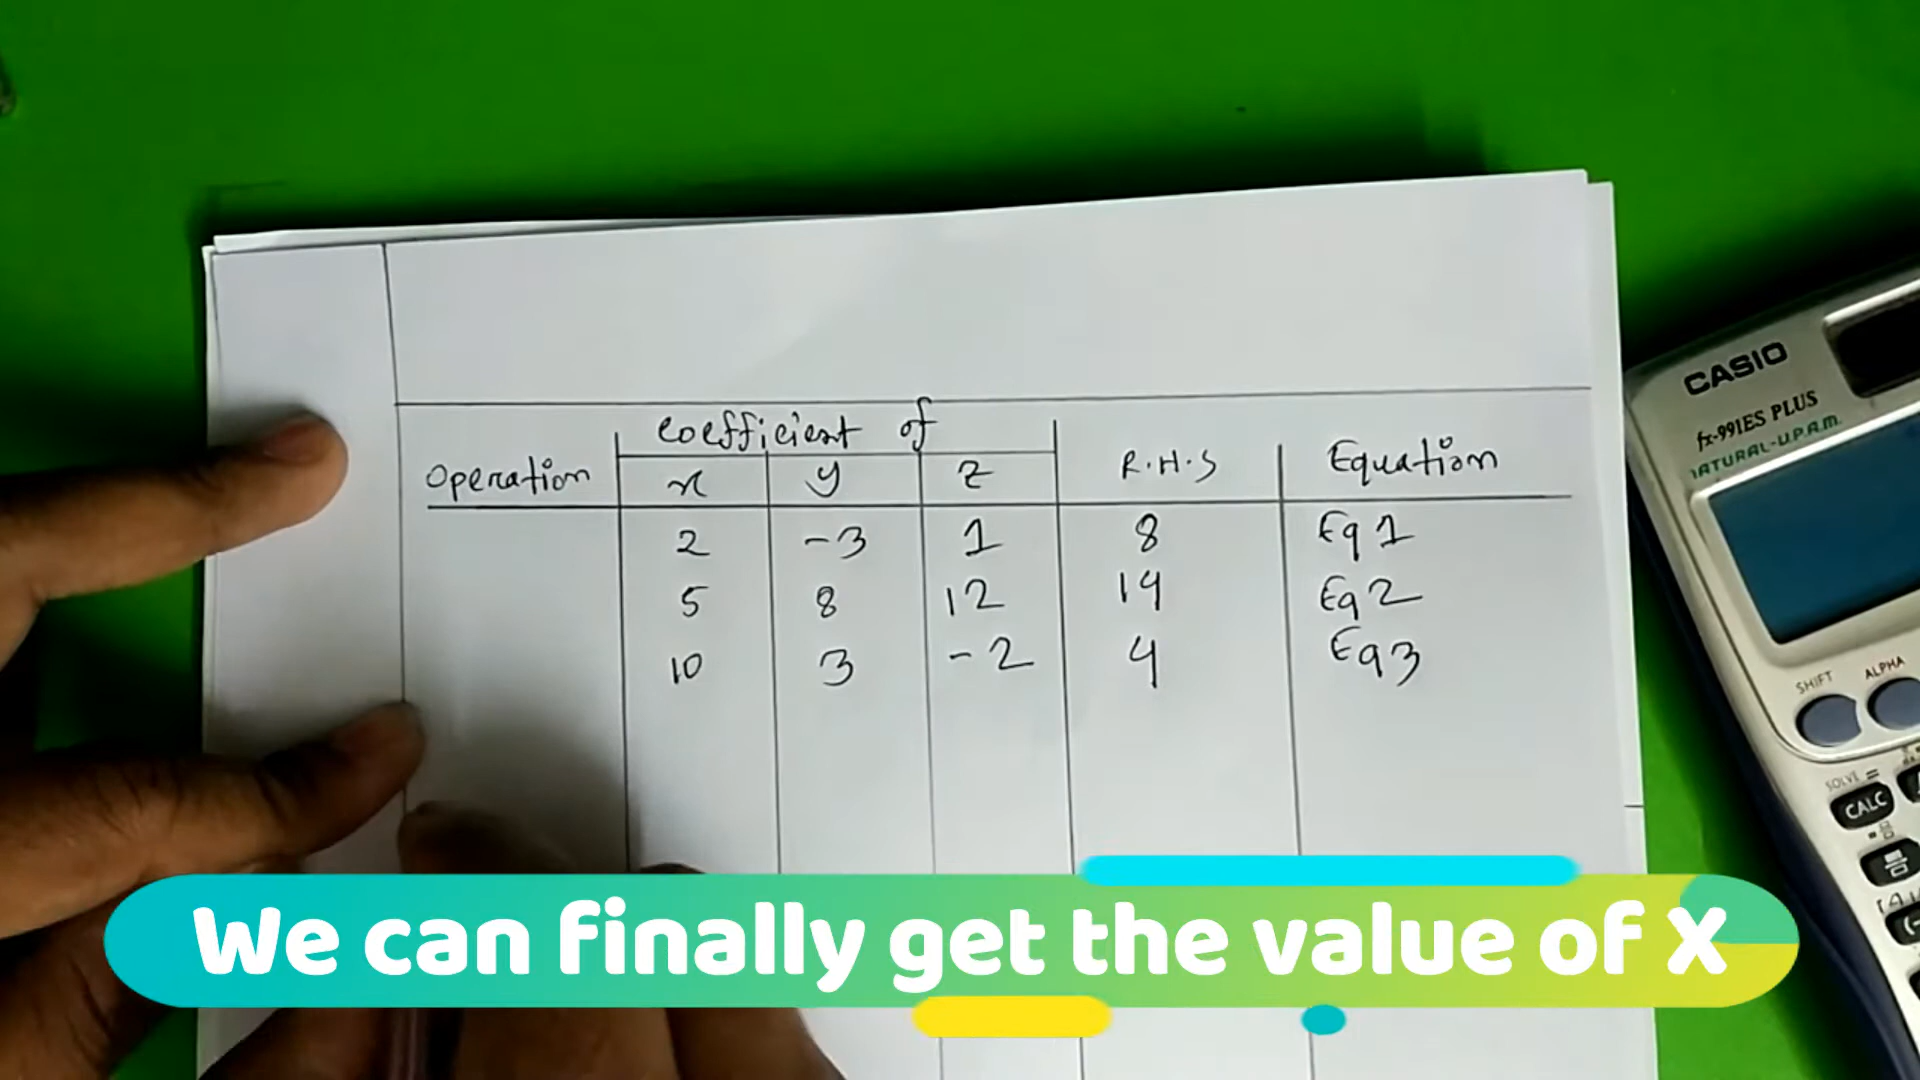 coefficient of
Operation x y z R.H.S Equation
2 -3 1 8 Eq 1
5 8 12 14 Eq 2
10 3 -2 4 Eq 3
CASIO
fx-991ES PLUS
NATURAL-V.P.A.M.
SHIFT ALPHA
SOLVE =
CALC
We can finally get the value of X